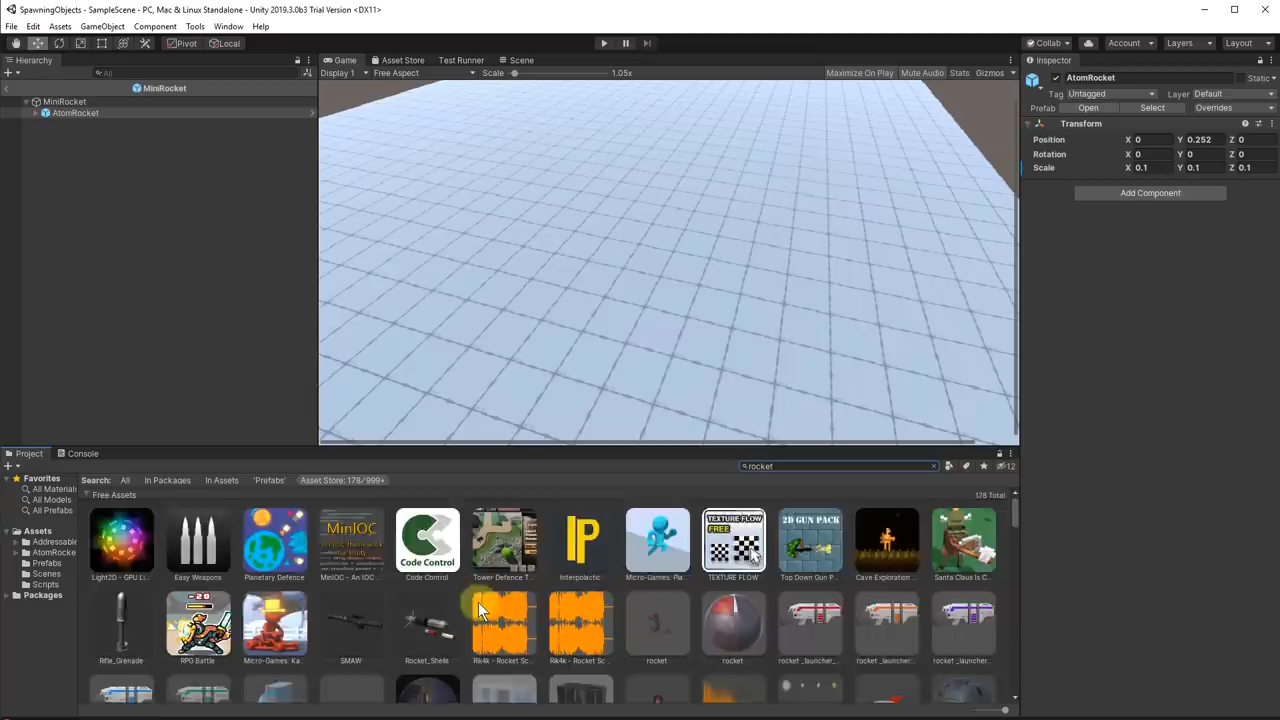 SpawningObjects - SampleScene - PC, Mac & Linux Standalone - Unity 2019.3.0b3 Trial Version <DX11>
File Edit Assets GameObject Component Tools Window Help
Pivot Local Collab Account Layers Layout
Hierarchy Game Asset Store Test Runner Scene Inspector
All Display 1 Free Aspect Scale 1.05x Maximize On Play Mute Audio Stats Gizmos AtomRocket Static
MiniRocket Tag Untagged Layer Default
MiniRocket Prefab Open Select Overrides
AtomRocket
Transform
Position X 0 Y 0.252 Z 0
Rotation X 0 Y 0 Z 0
Scale X 0.1 Y 0.1 Z 0.1
Add Component
Project Console
rocket 12
Favorites Search: All In Packages In Assets 'Prefabs' Asset Store: 178/999+
All Materials Free Assets 178 Total
All Models
All Prefabs
Assets
Addressable
AtomRocke
Prefabs
Scenes
Scripts
Packages
MinIOC
C
Code Control
IP
TEXTURE FLOW
FREE
2D GUN PACK
Light2D - GPU Li... Easy Weapons Planetary Defence MinIOC - An IOC ... Code Control Tower Defence T... Interpolactic Micro-Games: Pla... TEXTURE FLOW Top Down Gun P... Cave Exploration ... Santa Claus Is C...
-20
Rifle_Grenade RPG Battle Micro-Games: Ka... SMAW Rocket_Shells Rik4k - Rocket Sc... Rik4k - Rocket Sc... rocket rocket rocket _launcher_... rocket _launcher... rocket _launcher...